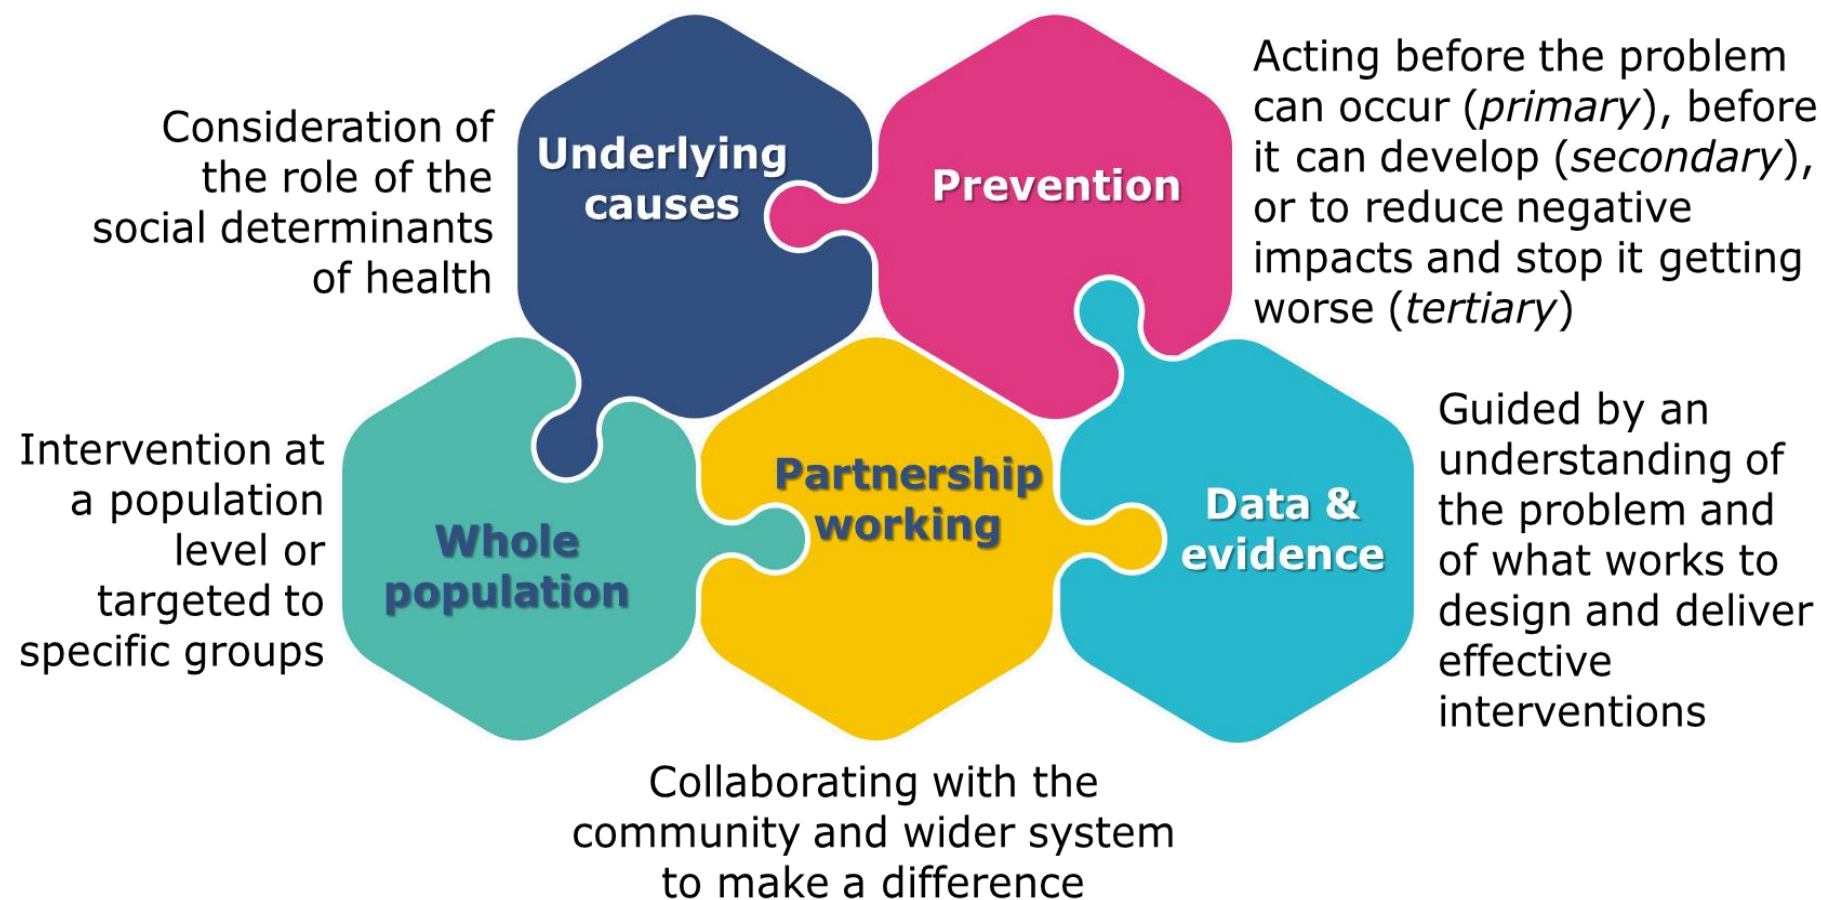 Consideration of
the role of the
social determinants
of health
Underlying
causes
Prevention
Acting before the problem
can occur (primary), before
it can develop (secondary),
or to reduce negative
impacts and stop it getting
worse (tertiary)
Intervention at
a population
level or
targeted to
specific groups
Whole
population
Partnership
working
Data &
evidence
Guided by an
understanding of
the problem and
of what works to
design and deliver
effective
interventions
Collaborating with the
community and wider system
to make a difference